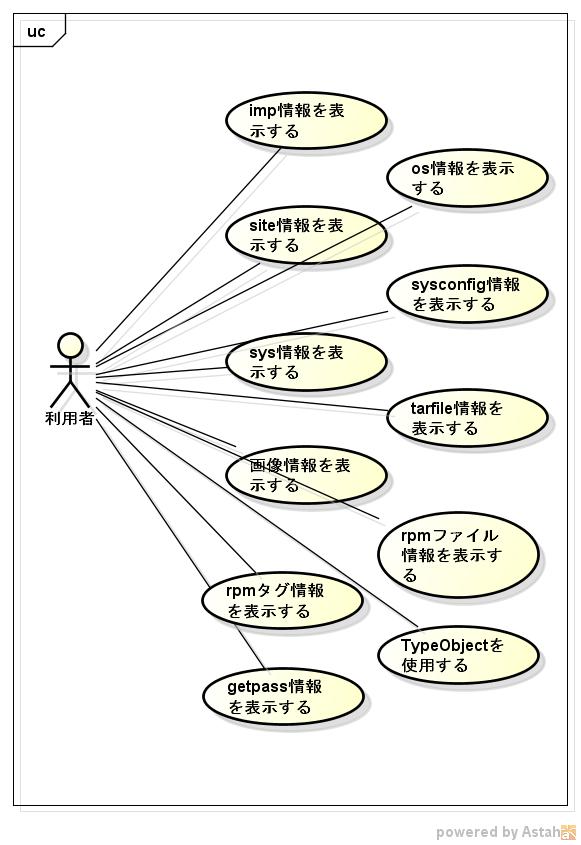 uc
imp情報を表
示する
os情報を表示
する
site情報を表
示する
sysconfig情報
を表示する
sys情報を表
示する
利用者
tarfile情報を
表示する
画像情報を表
示する
rpmファイル
情報を表示す
る
rpmタグ情報
を表示する
TypeObjectを
使用する
getpass情報
を表示する
powered by Astah